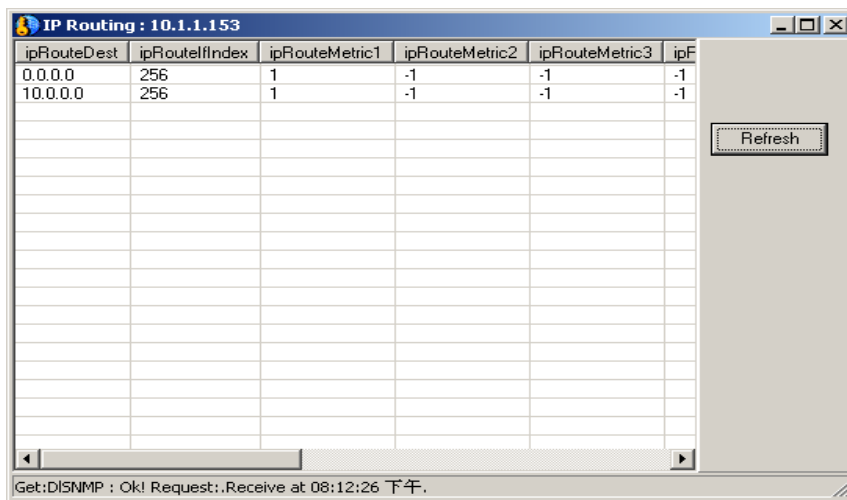 IP Routing : 10.1.1.153
ipRouteDest ipRouteIfIndex ipRouteMetric1 ipRouteMetric2 ipRouteMetric3
0.0.0.0 256 1 -1 -1 -1
10.0.0.0 256 1 -1 -1 -1
Refresh
Get:DlSNMP : Ok! Request:.Receive at 08:12:26 下午.